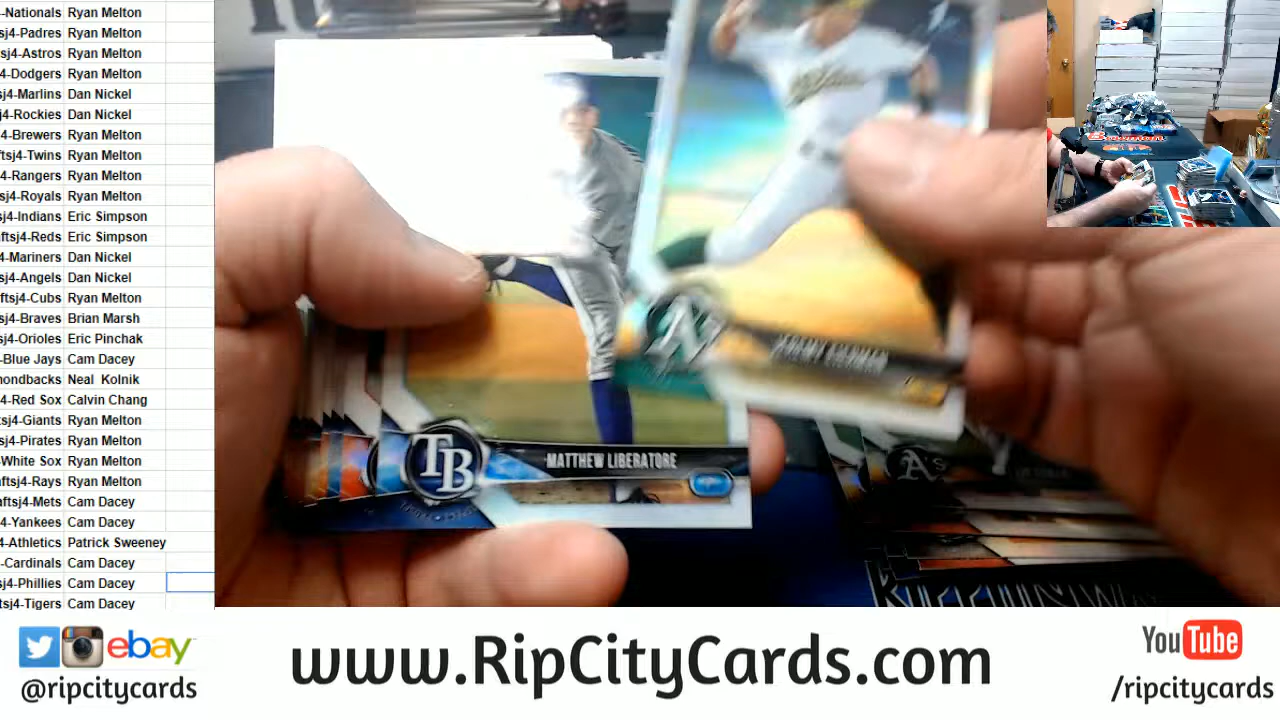 -Nationals Ryan Melton
sj4-Padres Ryan Melton
sj4-Astros Ryan Melton
sj4-Dodgers Ryan Melton
sj4-Marlins Dan Nickel
sj4-Rockies Dan Nickel
j4-Brewers Ryan Melton
ftsj4-Twins Ryan Melton
j4-Rangers Ryan Melton
sj4-Royals Ryan Melton
sj4-Indians Eric Simpson
aftsj4-Reds Eric Simpson
4-Mariners Dan Nickel
sj4-Angels Dan Nickel
ftsj4-Cubs Ryan Melton
sj4-Braves Brian Marsh
sj4-Orioles Eric Pinchak
-Blue Jays Cam Dacey
mondbacks Neal Kolnik
4-Red Sox Calvin Chang
tsj4-Giants Ryan Melton
sj4-Pirates Ryan Melton
-White Sox Ryan Melton
aftsj4-Rays Ryan Melton
aftsj4-Mets Cam Dacey
4-Yankees Cam Dacey
4-Athletics Patrick Sweeney
-Cardinals Cam Dacey
sj4-Phillies Cam Dacey
tsj4-Tigers Cam Dacey
TB
MATTHEW LIBERATORE
A's
ebay
@ripcitycards
www.RipCityCards.com
YouTube
/ripcitycards